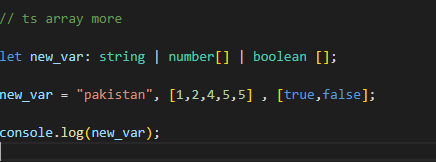 // ts array more
let new_var: string | number[] | boolean [];
new_var = "pakistan", [1,2,4,5,5] , [true,false];
console.log(new_var);